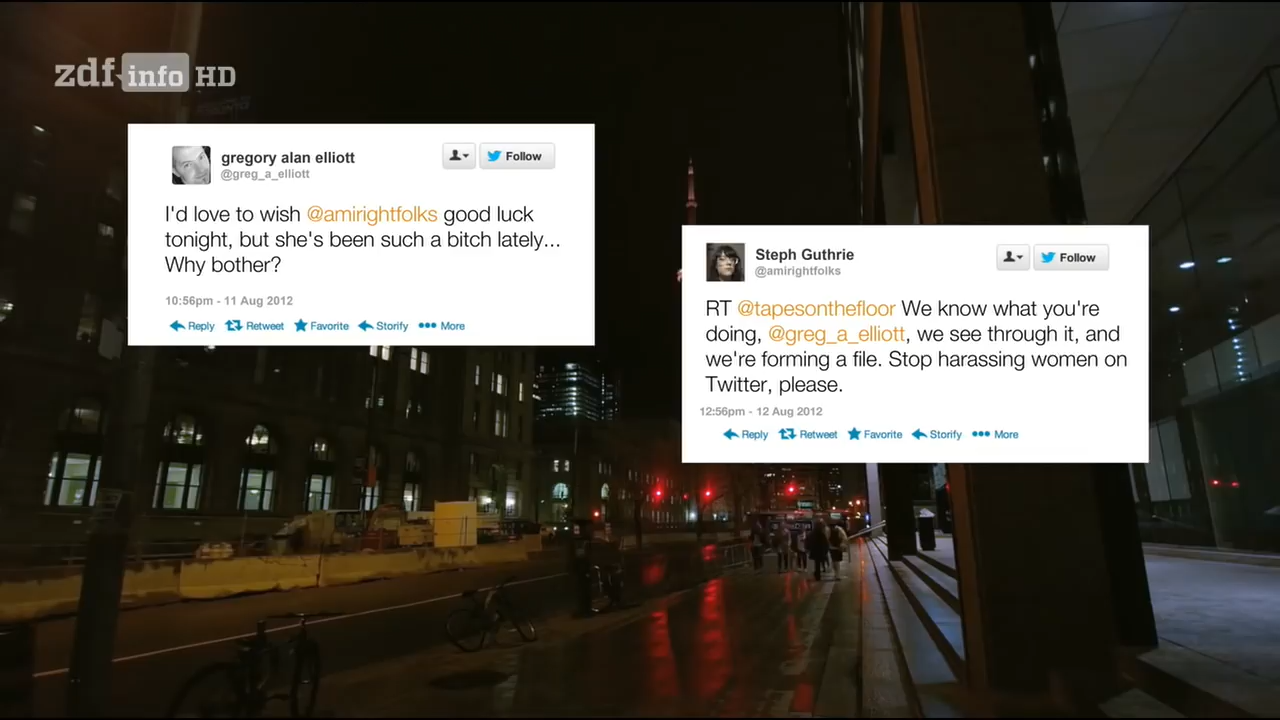 zdf info HD
gregory alan elliott
@greg_a_elliott
Follow
I'd love to wish @amirightfolks good luck
tonight, but she's been such a bitch lately...
Why bother?
10:56pm - 11 Aug 2012
Reply Retweet Favorite Storify More
Steph Guthrie
@amirightfolks
Follow
RT @tapesonthefloor We know what you're
doing, @greg_a_elliott, we see through it, and
we're forming a file. Stop harassing women on
Twitter, please.
12:56pm - 12 Aug 2012
Reply Retweet Favorite Storify More